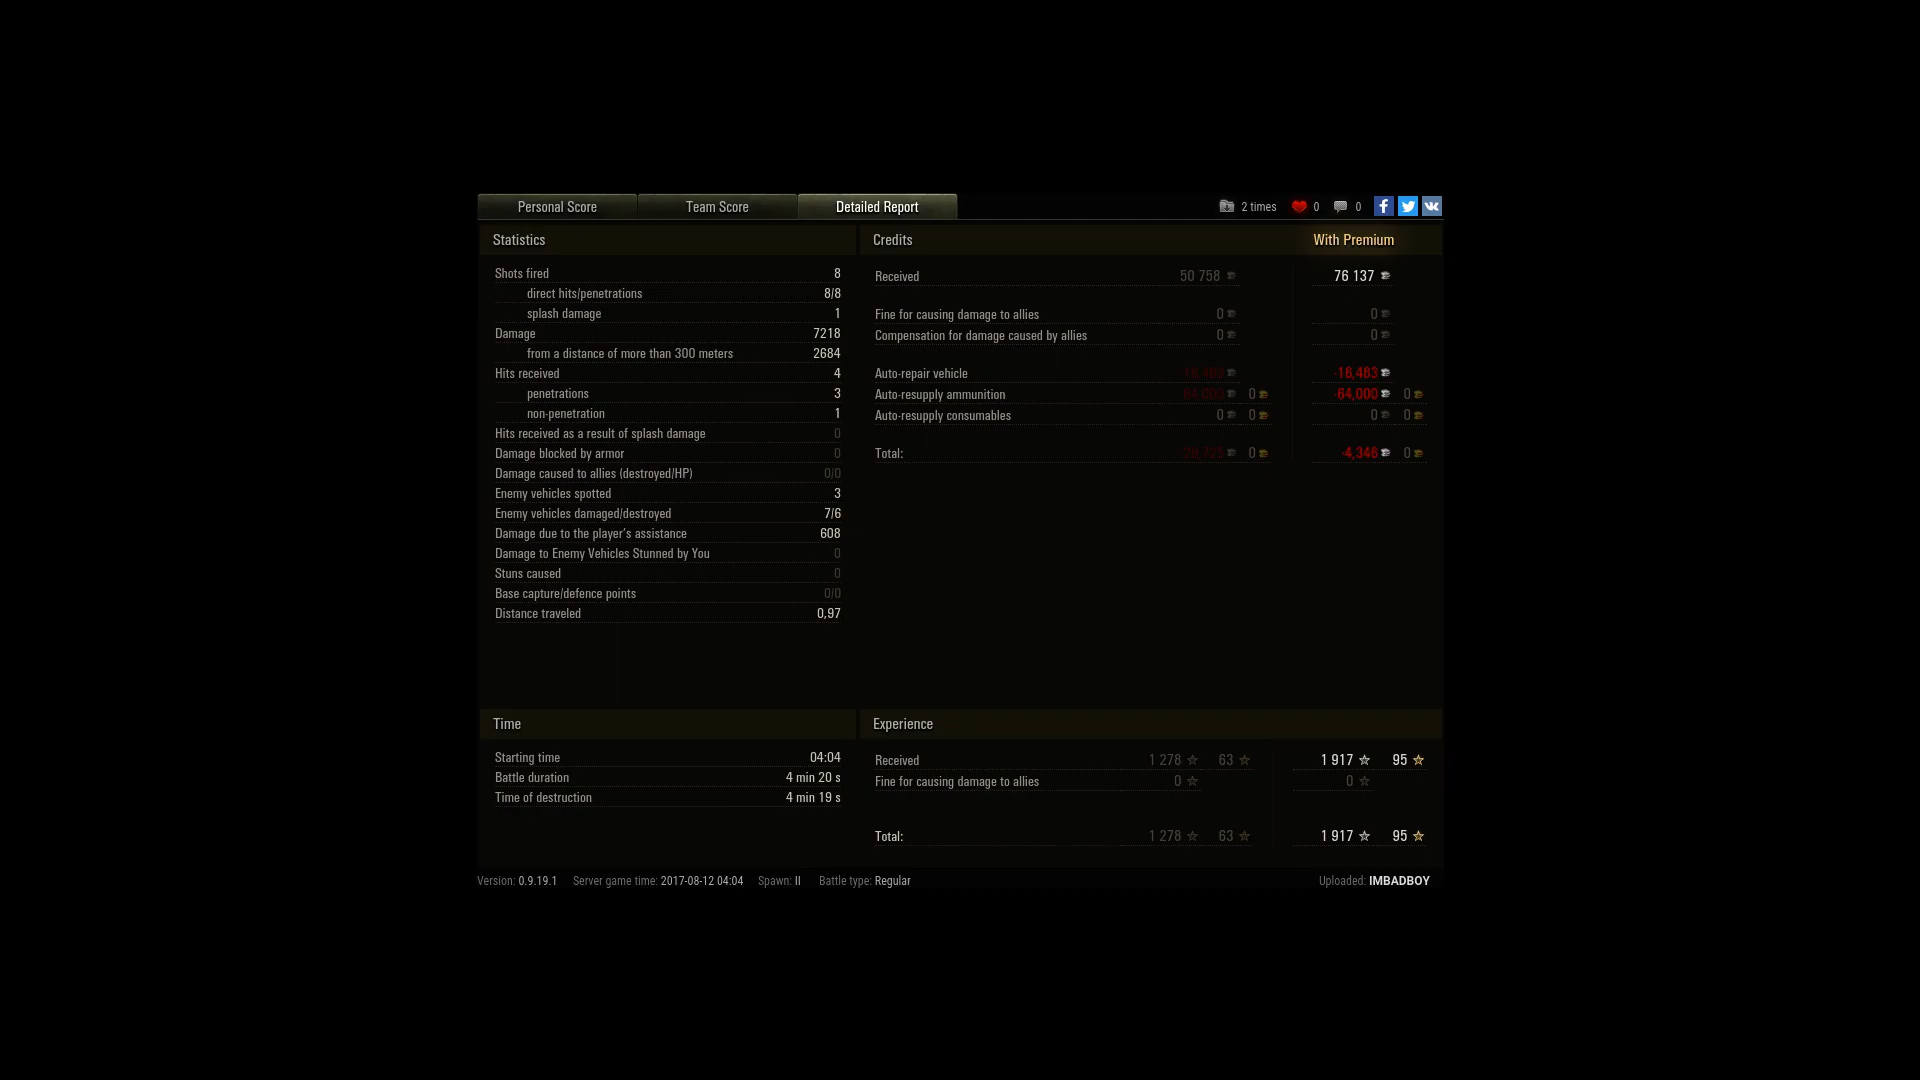 Personal Score Team Score Detailed Report 2 times 0 0
Statistics
Shots fired 8
direct hits/penetrations 8/8
splash damage 1
Damage 7218
from a distance of more than 300 meters 2684
Hits received 4
penetrations 3
non-penetration 1
Hits received as a result of splash damage 0
Damage blocked by armor 0
Damage caused to allies (destroyed/HP) 0/0
Enemy vehicles spotted 3
Enemy vehicles damaged/destroyed 7/6
Damage due to the player's assistance 608
Damage to Enemy Vehicles Stunned by You 0
Stuns caused 0
Base capture/defence points 0/0
Distance traveled 0,97
Credits With Premium
Received 50 758 76 137
Fine for causing damage to allies 0 0
Compensation for damage caused by allies 0 0
Auto-repair vehicle -16,483
Auto-resupply ammunition 0 -64,000 0
Auto-resupply consumables 0 0 0 0
Total: 0 -4,346 0
Time
Starting time 04:04
Battle duration 4 min 20 s
Time of destruction 4 min 19 s
Experience
Received 1 278 63 1 917 95
Fine for causing damage to allies 0 0
Total: 1 278 63 1 917 95
Version: 0.9.19.1 Server game time: 2017-08-12 04:04 Spawn: II Battle type: Regular Uploaded: IMBADBOY